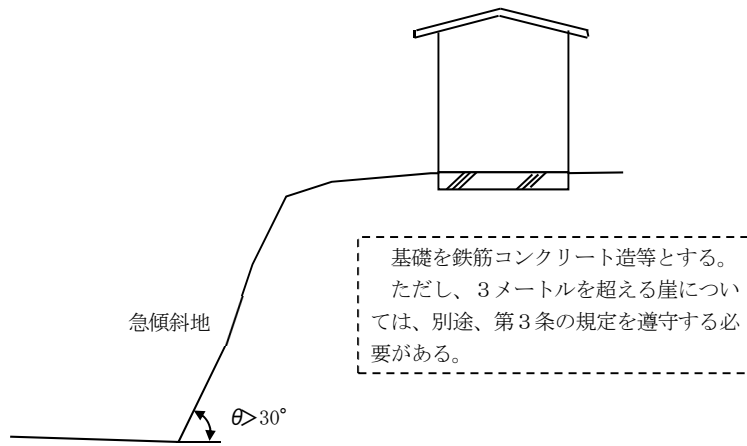 基礎を鉄筋コンクリート造等とする。
ただし、３メートルを超える崖につい
ては、別途、第３条の規定を遵守する必
要がある。
急傾斜地
θ>30°